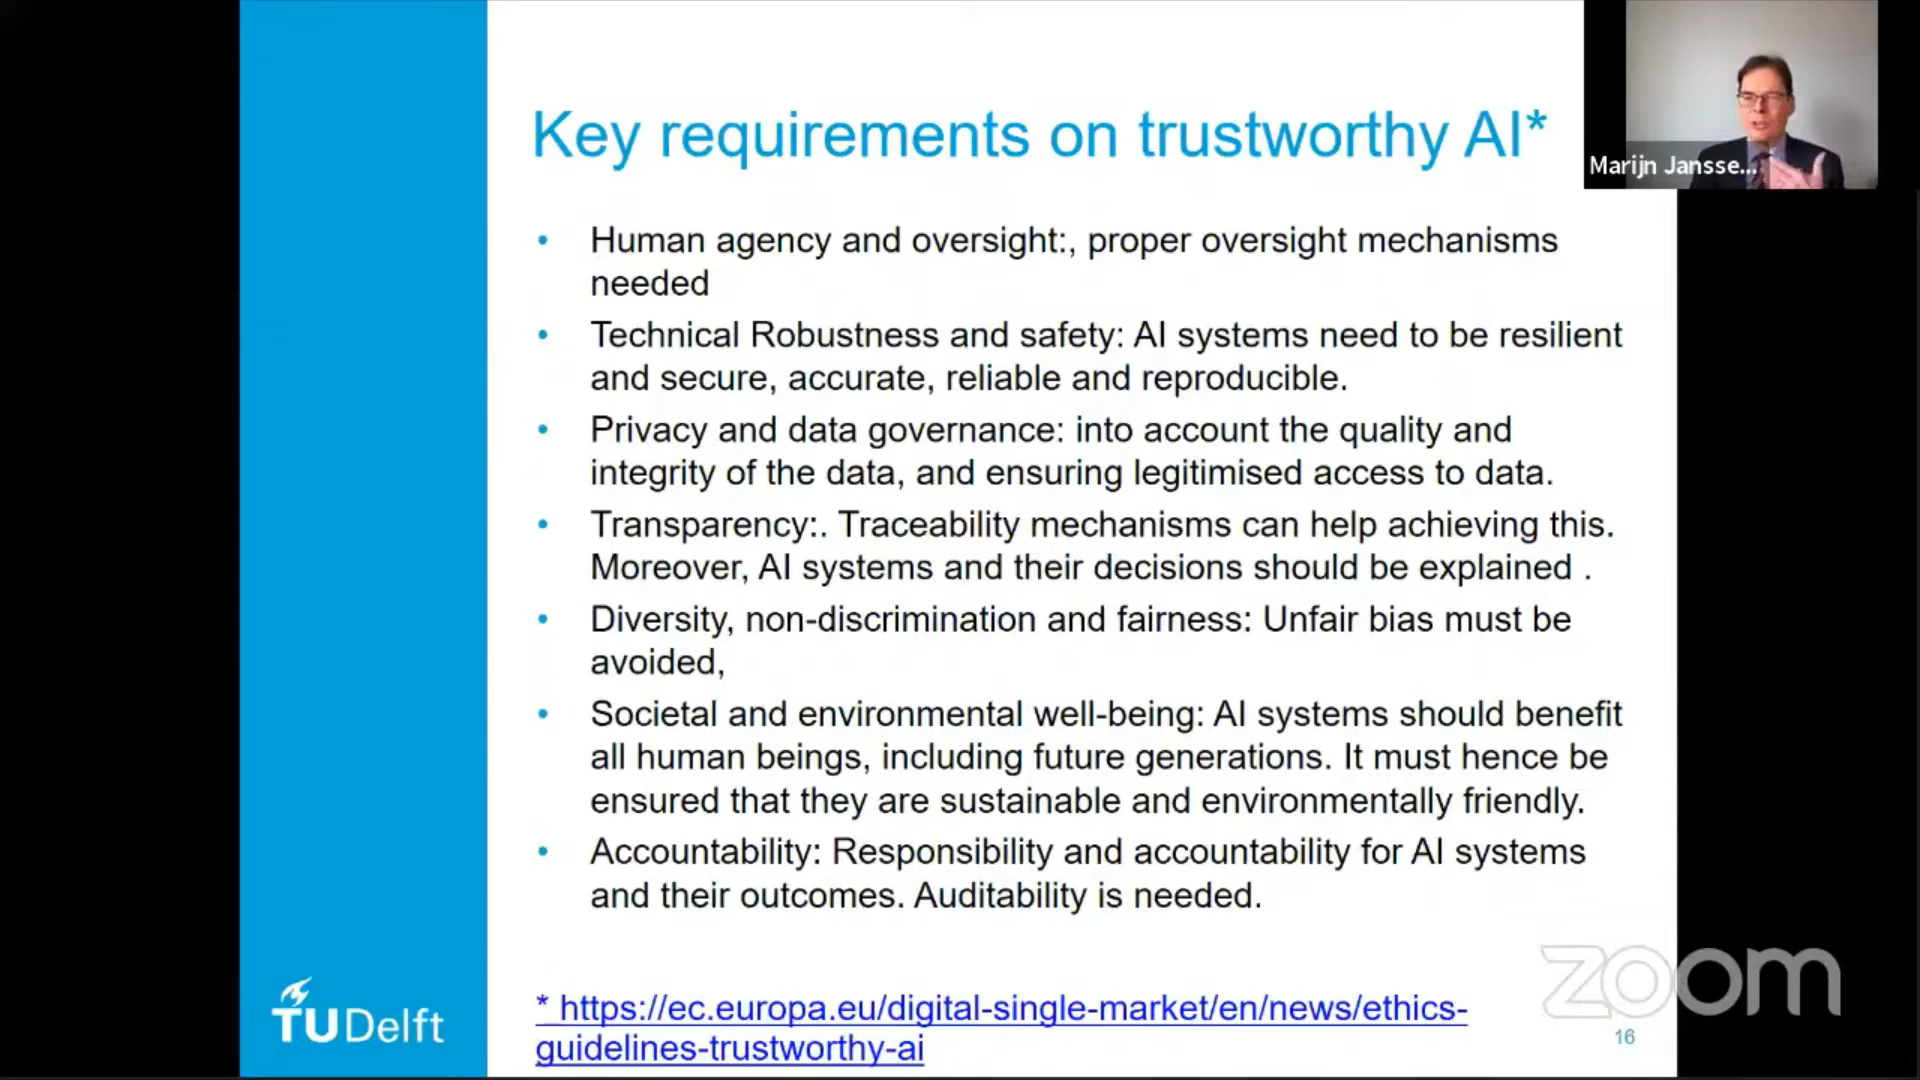 Key requirements on trustworthy AI*
Marijn Jansse...
• Human agency and oversight:, proper oversight mechanisms
needed
• Technical Robustness and safety: AI systems need to be resilient
and secure, accurate, reliable and reproducible.
• Privacy and data governance: into account the quality and
integrity of the data, and ensuring legitimised access to data.
• Transparency:. Traceability mechanisms can help achieving this.
Moreover, AI systems and their decisions should be explained .
• Diversity, non-discrimination and fairness: Unfair bias must be
avoided,
• Societal and environmental well-being: AI systems should benefit
all human beings, including future generations. It must hence be
ensured that they are sustainable and environmentally friendly.
• Accountability: Responsibility and accountability for AI systems
and their outcomes. Auditability is needed.
* https://ec.europa.eu/digital-single-market/en/news/ethics-
guidelines-trustworthy-ai
TUDelft
zoom
16